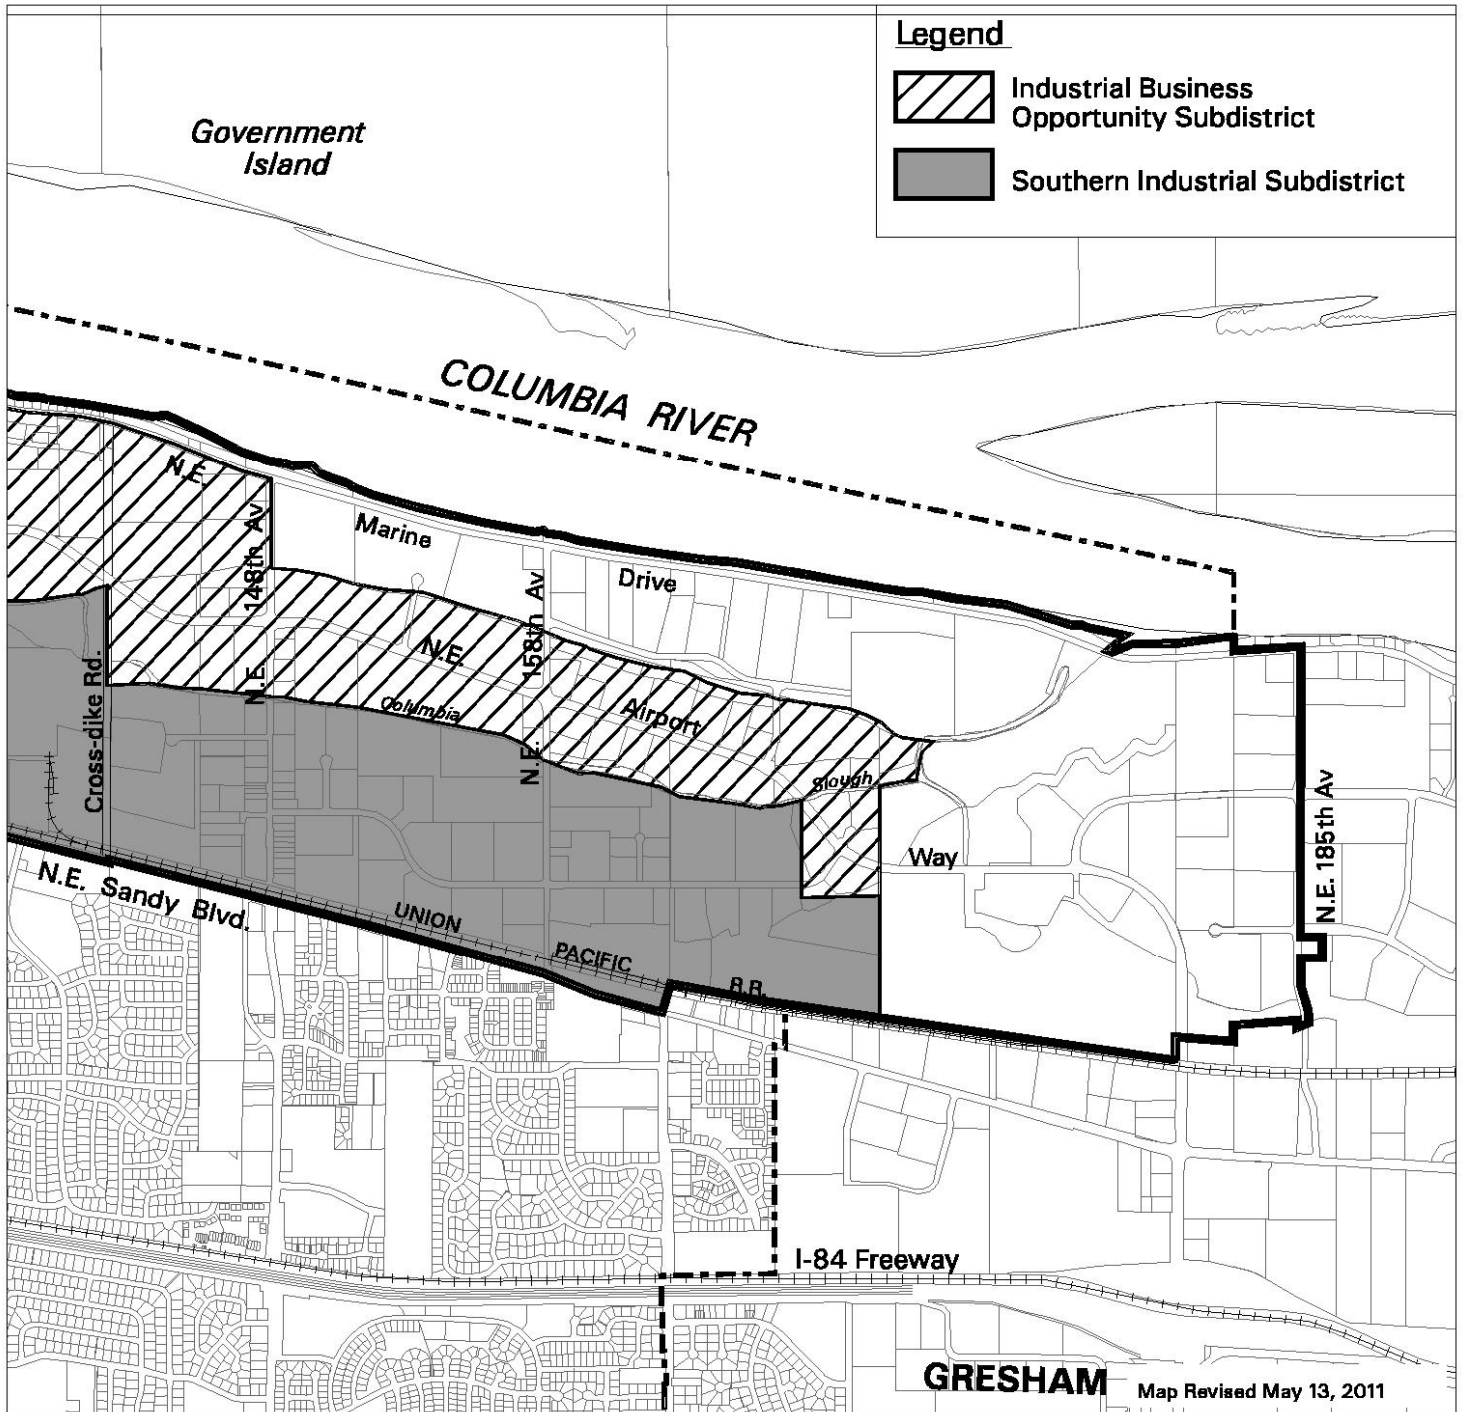 Legend
Industrial Business
Opportunity Subdistrict
Southern Industrial Subdistrict
Government
Island
COLUMBIA RIVER
N.E.
Marine
Drive
N.E. 148th Av
N.E. 158th Av
N.E.
Airport
Way
Columbia
Slough
Cross-dike Rd.
N.E. 185th Av
N.E. Sandy Blvd.
UNION
PACIFIC
R.R.
I-84 Freeway
GRESHAM
Map Revised May 13, 2011